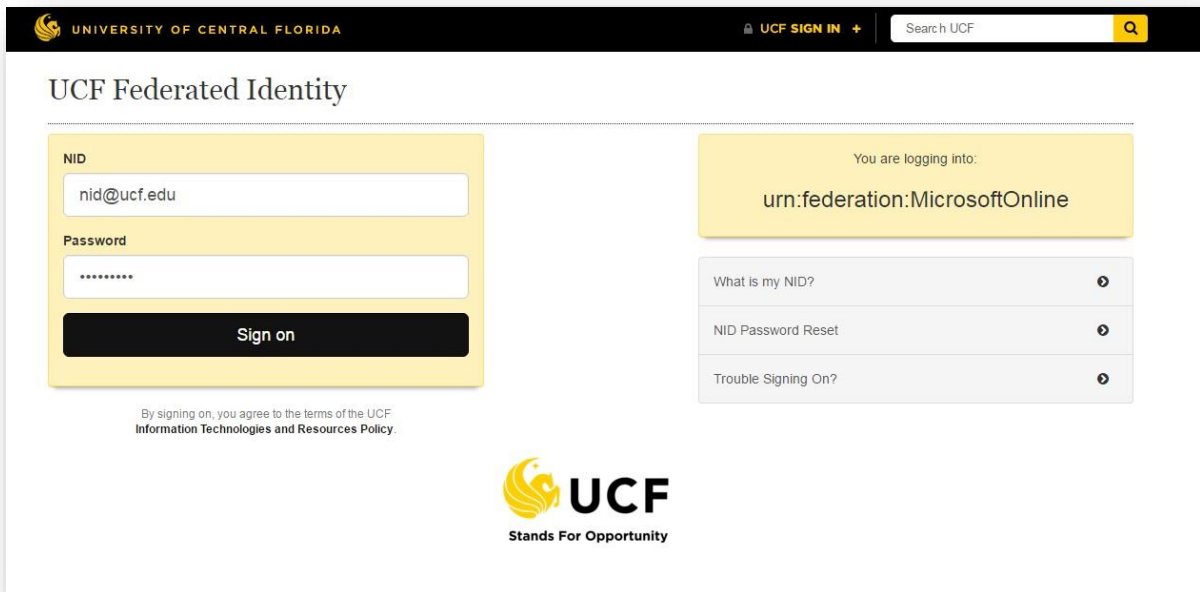 UNIVERSITY OF CENTRAL FLORIDA
UCF SIGN IN +
Search UCF
UCF Federated Identity
NID
nid@ucf.edu
Password
•••••••••
Sign on
By signing on, you agree to the terms of the UCF
Information Technologies and Resources Policy.
You are logging into:
urn:federation:MicrosoftOnline
What is my NID?
NID Password Reset
Trouble Signing On?
UCF
Stands For Opportunity